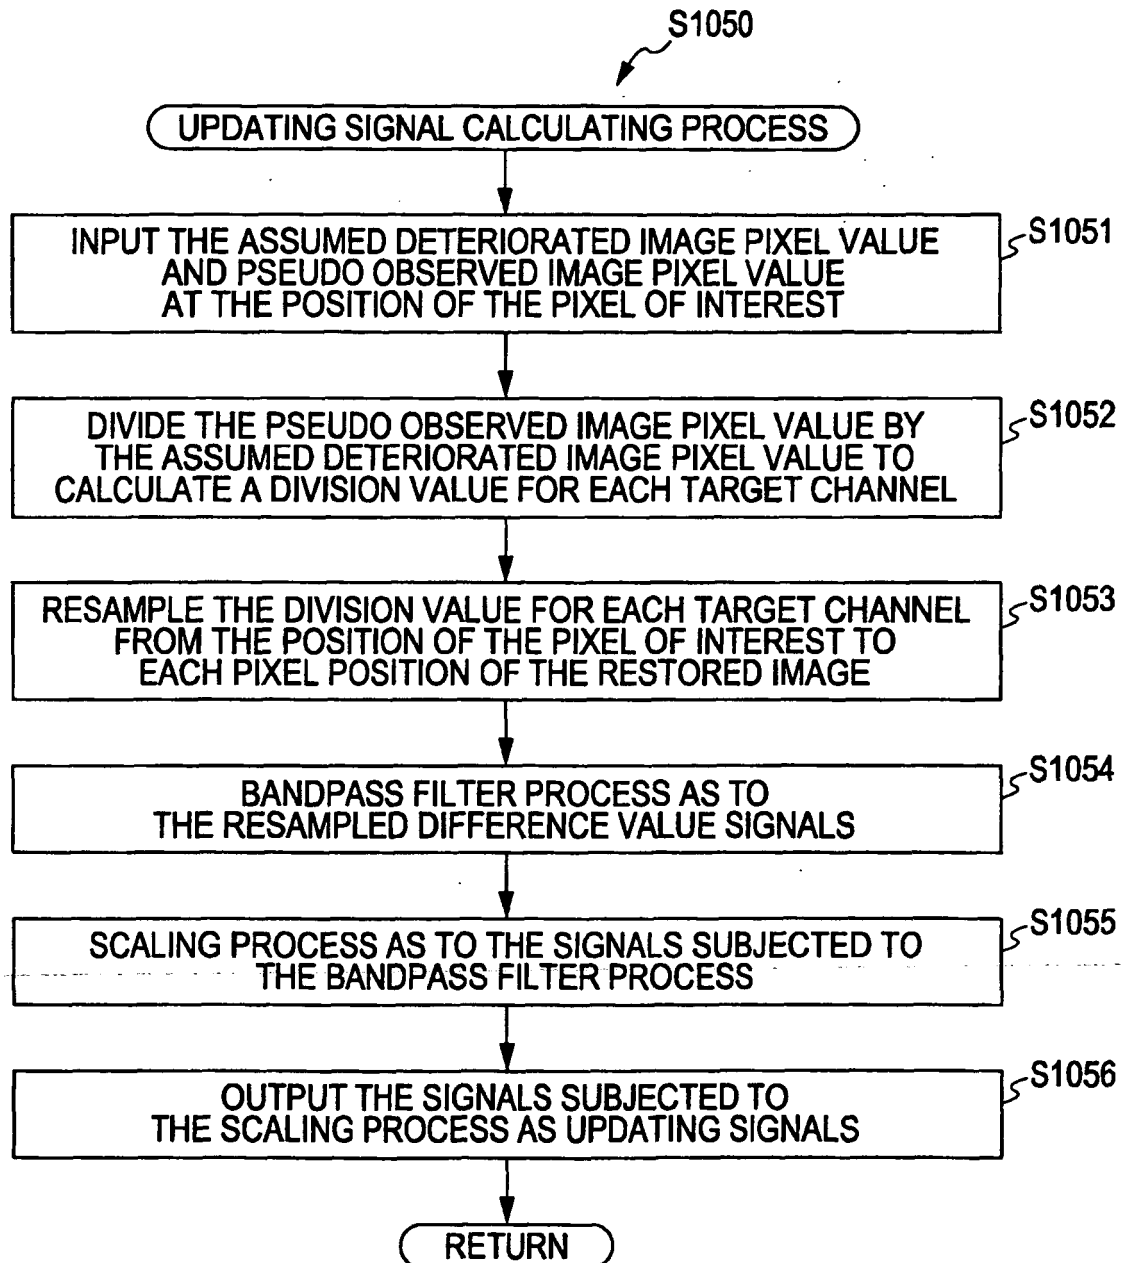 S1050
UPDATING SIGNAL CALCULATING PROCESS
S1051
INPUT THE ASSUMED DETERIORATED IMAGE PIXEL VALUE
AND PSEUDO OBSERVED IMAGE PIXEL VALUE
AT THE POSITION OF THE PIXEL OF INTEREST
S1052
DIVIDE THE PSEUDO OBSERVED IMAGE PIXEL VALUE BY
THE ASSUMED DETERIORATED IMAGE PIXEL VALUE TO
CALCULATE A DIVISION VALUE FOR EACH TARGET CHANNEL
S1053
RESAMPLE THE DIVISION VALUE FOR EACH TARGET CHANNEL
FROM THE POSITION OF THE PIXEL OF INTEREST TO
EACH PIXEL POSITION OF THE RESTORED IMAGE
S1054
BANDPASS FILTER PROCESS AS TO
THE RESAMPLED DIFFERENCE VALUE SIGNALS
S1055
SCALING PROCESS AS TO THE SIGNALS SUBJECTED TO
THE BANDPASS FILTER PROCESS
S1056
OUTPUT THE SIGNALS SUBJECTED TO
THE SCALING PROCESS AS UPDATING SIGNALS
RETURN